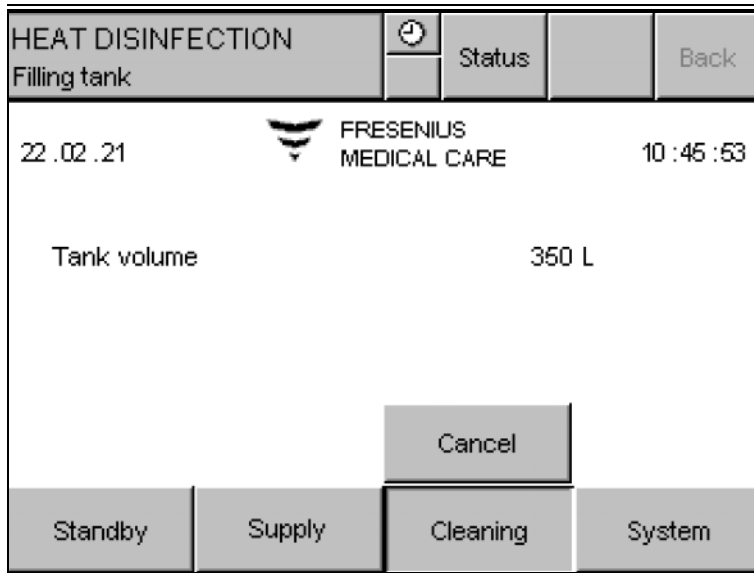 HEAT DISINFECTION
Filling tank
Status
Back
22 .02 .21
FRESENIUS
MEDICAL CARE
10 :45 :53
Tank volume 350 L
Cancel
Standby Supply Cleaning System